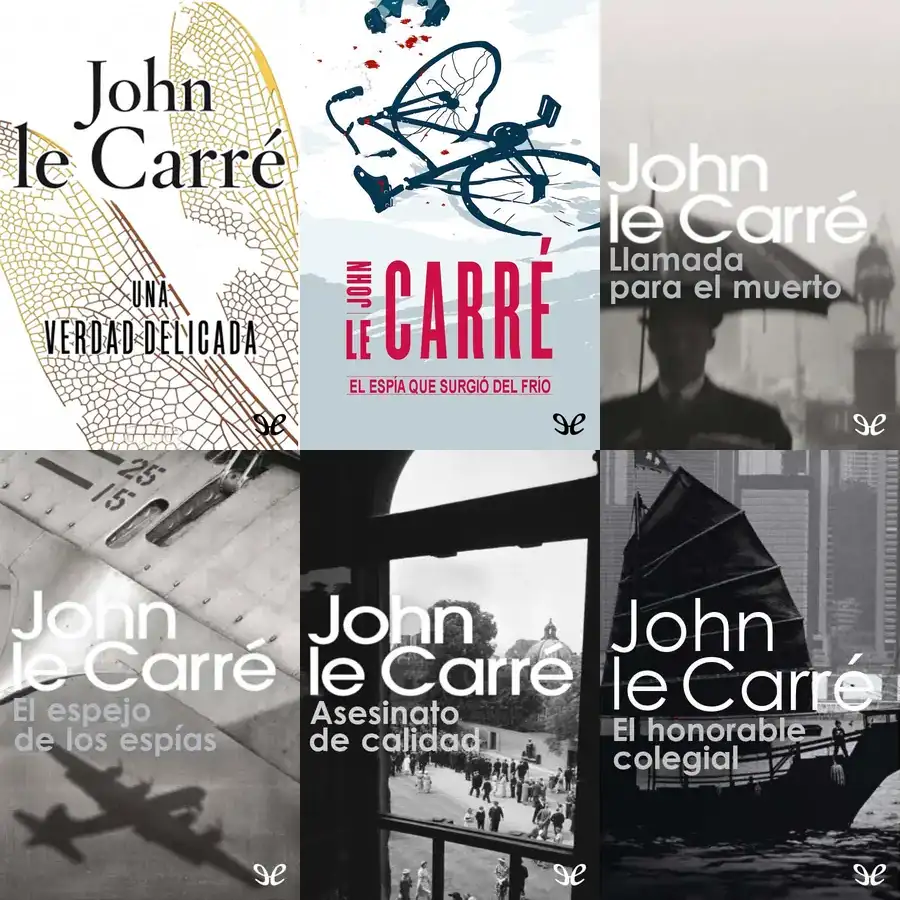 John
le Carré
UNA
VERDAD DELICADA
JOHN
LE CARRÉ
EL ESPÍA QUE SURGIÓ DEL FRÍO
John
le Carré
Llamada
para el muerto
25
15
John
le Carré
El espejo
de los espías
John
le Carré
Asesinato
de calidad
John
le Carré
El honorable
colegial